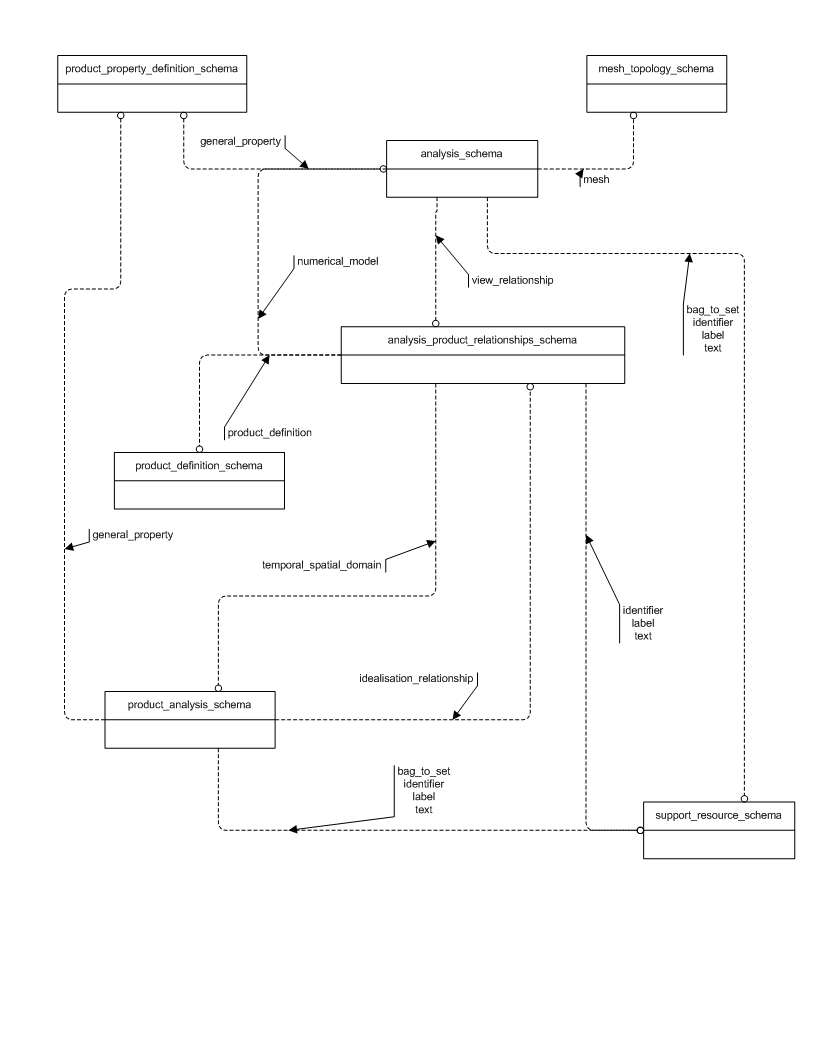 product_property_definition_schema
mesh_topology_schema
general_property
analysis_schema
mesh
numerical_model
view_relationship
bag_to_set
identifier
label
text
analysis_product_relationships_schema
product_definition
product_definition_schema
general_property
temporal_spatial_domain
identifier
label
text
idealisation_relationship
product_analysis_schema
bag_to_set
identifier
label
text
support_resource_schema